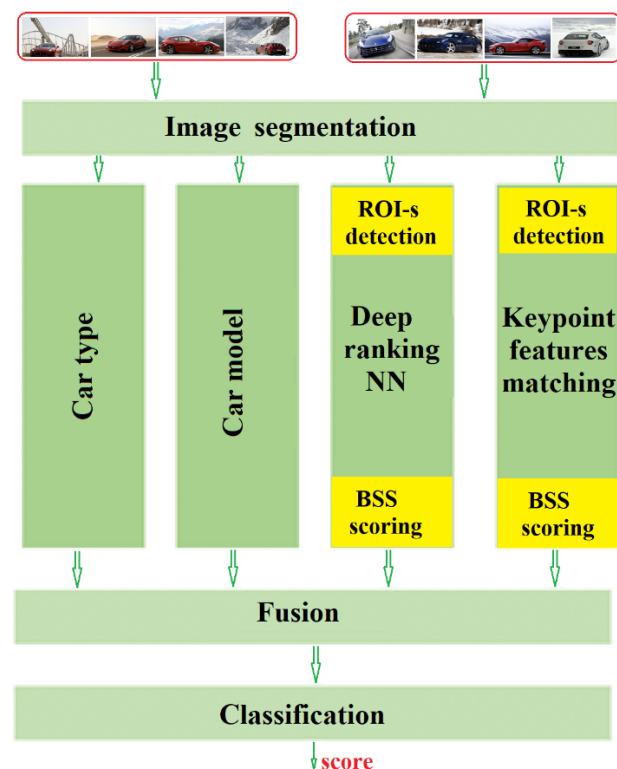 Image segmentation
Car type
Car model
ROI-s
detection
Deep
ranking
NN
BSS
scoring
ROI-s
detection
Keypoint
features
matching
BSS
scoring
Fusion
Classification
score